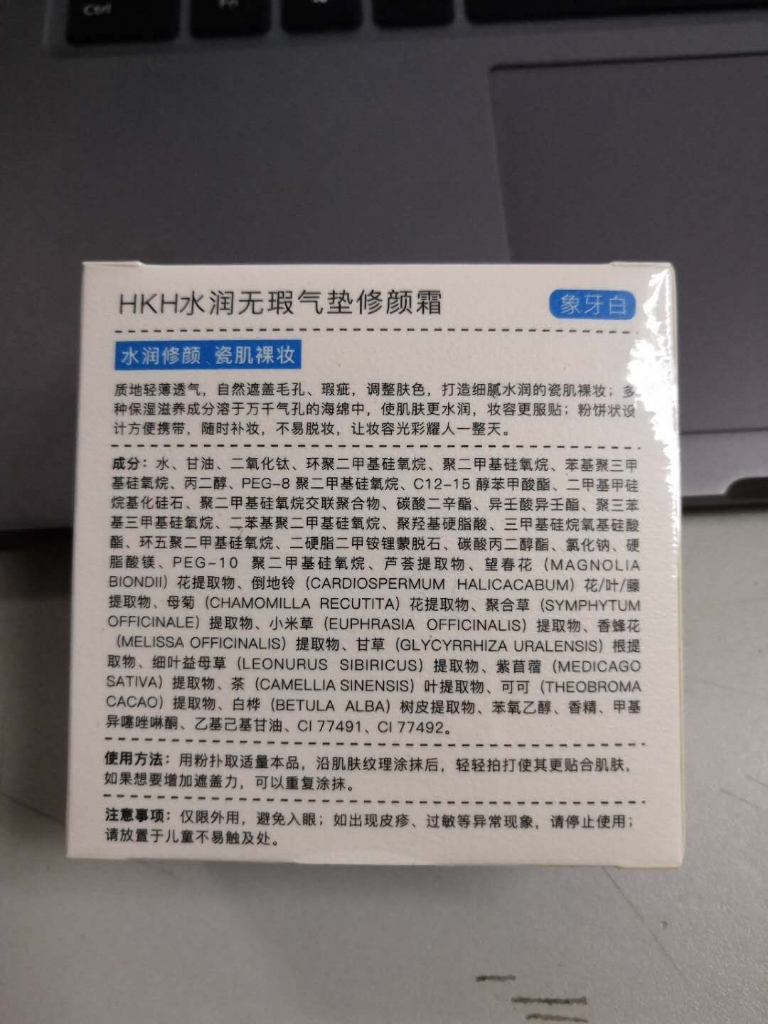 Ctrl
Fn
HKH水润无瑕气垫修颜霜
象牙白
水润修颜、瓷肌裸妆
质地轻薄透气，自然遮盖毛孔、瑕疵，调整肤色，打造细腻水润的瓷肌裸妆；多
种保湿滋养成分溶于万千气孔的海绵中，使肌肤更水润，妆容更服贴；粉饼状设
计方便携带，随时补妆，不易脱妆，让妆容光彩耀人一整天。
成分：水、甘油、二氧化钛、环聚二甲基硅氧烷、聚二甲基硅氧烷、苯基聚三甲
基硅氧烷、丙二醇、PEG-8 聚二甲基硅氧烷、C12-15 醇苯甲酸酯、二甲基甲硅
烷基化硅石、聚二甲基硅氧烷交联聚合物、碳酸二辛酯、异壬酸异壬酯、聚三苯
基三甲基硅氧烷、二苯基聚二甲基硅氧烷、聚羟基硬脂酸、三甲基硅烷氧基硅酸
酯、环五聚二甲基硅氧烷、二硬脂二甲铵锂蒙脱石、碳酸丙二醇酯、氯化钠、硬
脂酸镁、PEG-10 聚二甲基硅氧烷、芦荟提取物、望春花（MAGNOLIA
BIONDII）花提取物、倒地铃（CARDIOSPERMUM HALICACABUM）花/叶/藤
提取物、母菊（CHAMOMILLA RECUTITA）花提取物、聚合草（SYMPHYTUM
OFFICINALE）提取物、小米草（EUPHRASIA OFFICINALIS）提取物、香蜂花
（MELISSA OFFICINALIS）提取物、甘草（GLYCYRRHIZA URALENSIS）根提
取物、细叶益母草（LEONURUS SIBIRICUS）提取物、紫苜蓿（MEDICAGO
SATIVA）提取物、茶（CAMELLIA SINENSIS）叶提取物、可可（THEOBROMA
CACAO）提取物、白桦（BETULA ALBA）树皮提取物、苯氧乙醇、香精、甲基
异噻唑啉酮、乙基己基甘油、CI 77491、CI 77492。
使用方法：用粉扑取适量本品，沿肌肤纹理涂抹后，轻轻拍打使其更贴合肌肤，
如果想要增加遮盖力，可以重复涂抹。
注意事项：仅限外用，避免入眼；如出现皮疹、过敏等异常现象，请停止使用；
请放置于儿童不易触及处。